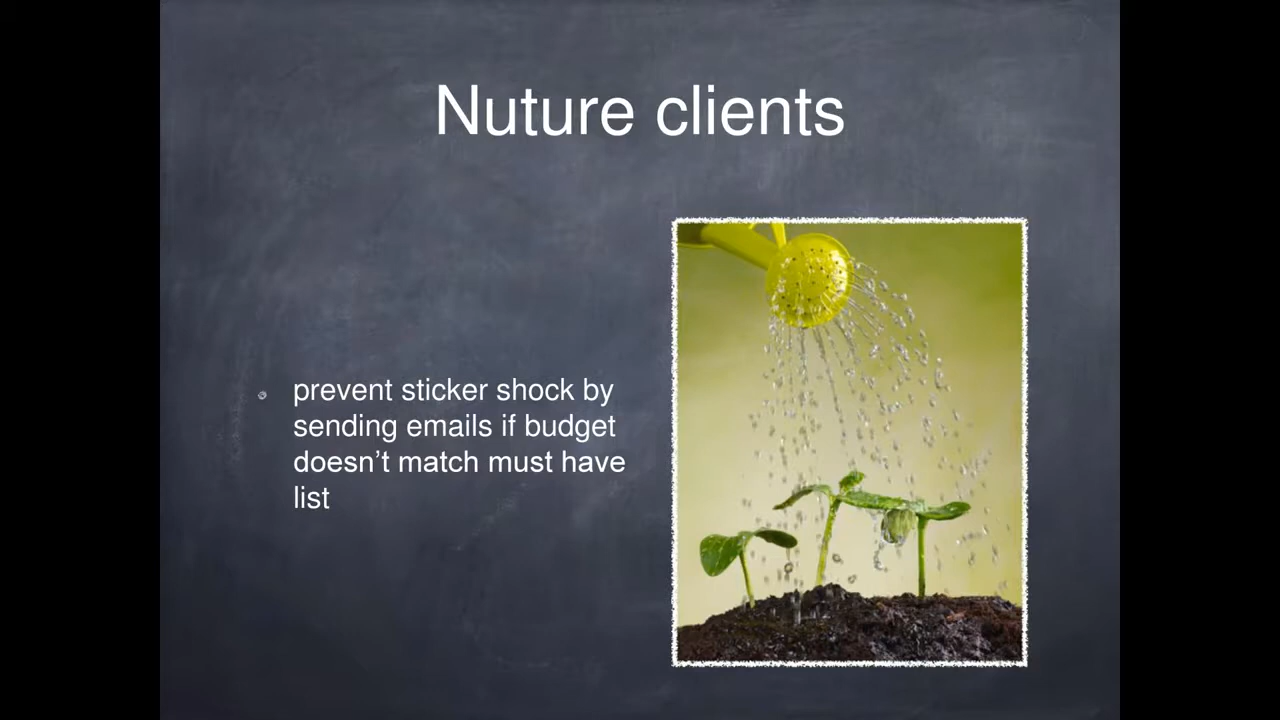 Nuture clients
prevent sticker shock by
sending emails if budget
doesn’t match must have
list